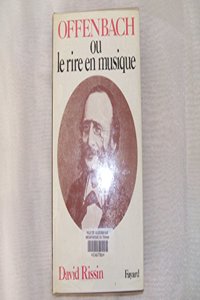 OFFENBACH
ou
le rire en musique
David Rissin
Fayard